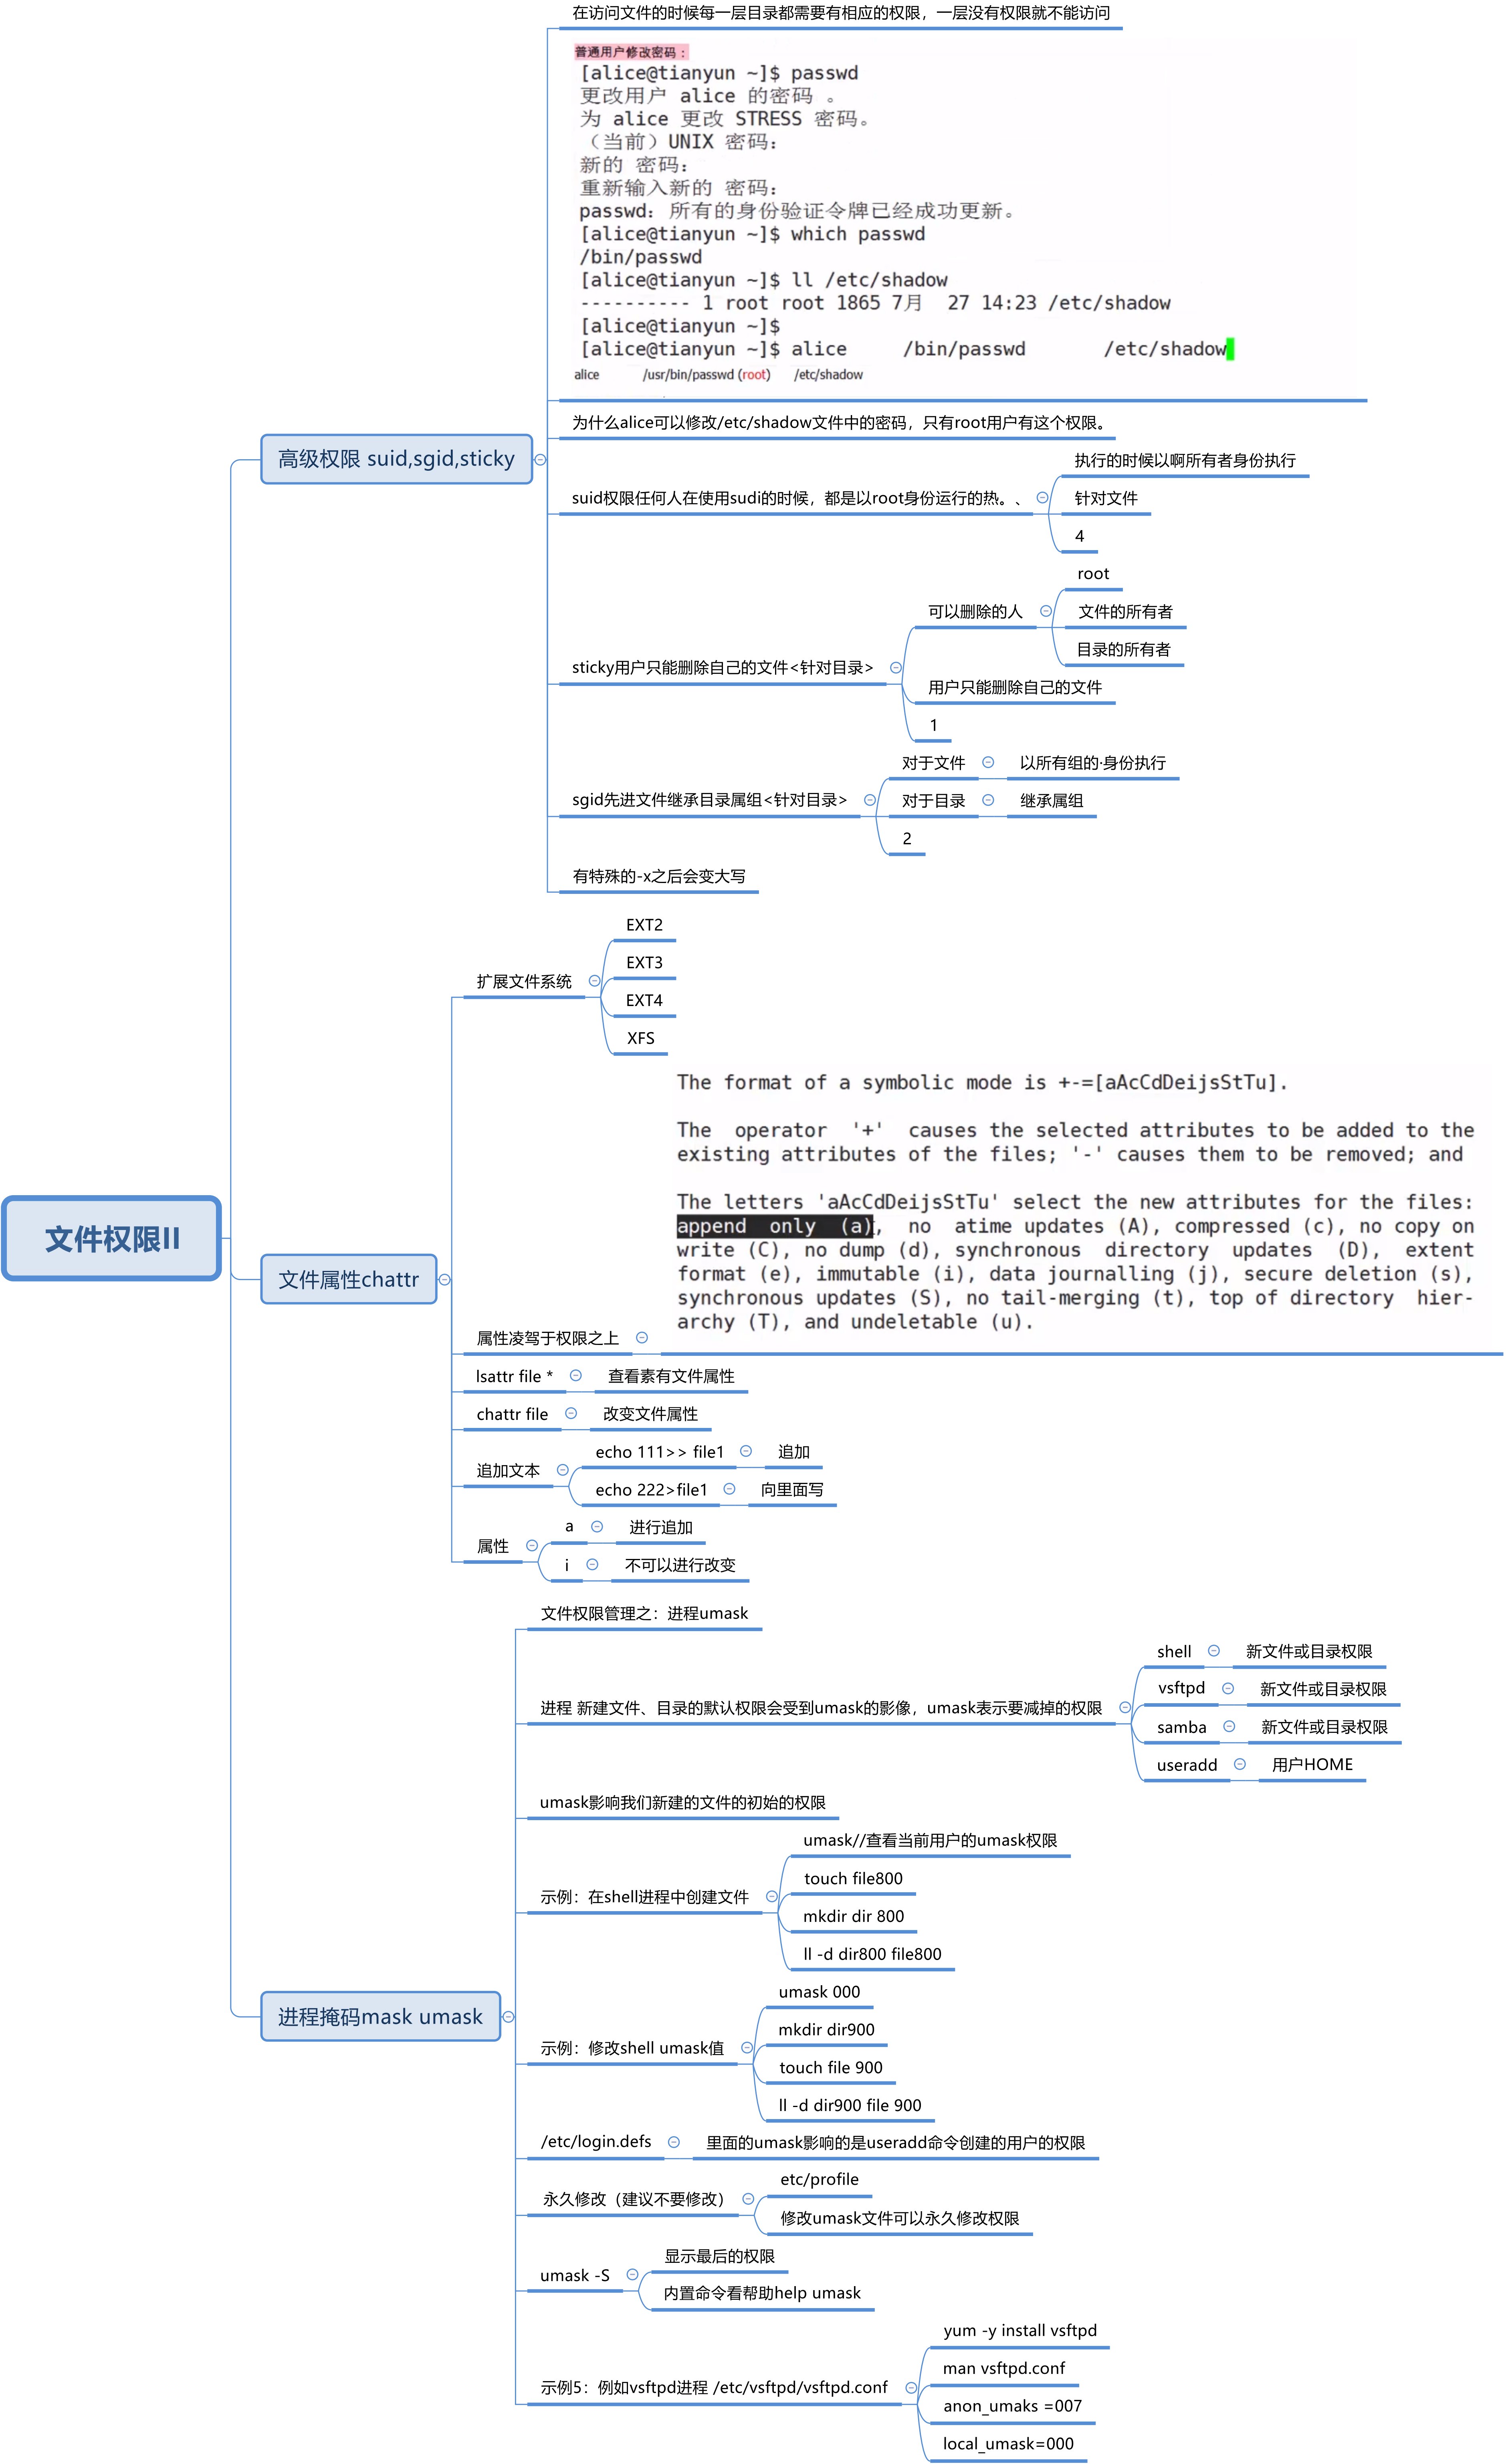 文件权限II
高级权限 suid,sgid,sticky
在访问文件的时候每一层目录都需要有相应的权限，一层没有权限就不能访问
普通用户修改密码：
[alice@tianyun ~]$ passwd
更改用户 alice 的密码 。
为 alice 更改 STRESS 密码。
（当前）UNIX 密码：
新的 密码：
重新输入新的 密码：
passwd：所有的身份验证令牌已经成功更新。
[alice@tianyun ~]$ which passwd
/bin/passwd
[alice@tianyun ~]$ ll /etc/shadow
---------- 1 root root 1865 7月 27 14:23 /etc/shadow
[alice@tianyun ~]$
[alice@tianyun ~]$ alice /bin/passwd /etc/shadow
alice /usr/bin/passwd (root) /etc/shadow
为什么alice可以修改/etc/shadow文件中的密码，只有root用户有这个权限。
suid权限任何人在使用sudi的时候，都是以root身份运行的热。、
执行的时候以啊所有者身份执行
针对文件
4
sticky用户只能删除自己的文件<针对目录>
可以删除的人
root
文件的所有者
目录的所有者
用户只能删除自己的文件
1
sgid先进文件继承目录属组<针对目录>
对于文件
以所有组的·身份执行
对于目录
继承属组
2
有特殊的-x之后会变大写
文件属性chattr
扩展文件系统
EXT2
EXT3
EXT4
XFS
属性凌驾于权限之上
The format of a symbolic mode is +-=[aAcCdDeijsStTu].
The operator '+' causes the selected attributes to be added to the
existing attributes of the files; '-' causes them to be removed; and
The letters 'aAcCdDeijsStTu' select the new attributes for the files:
append only (a), no atime updates (A), compressed (c), no copy on
write (C), no dump (d), synchronous directory updates (D), extent
format (e), immutable (i), data journalling (j), secure deletion (s),
synchronous updates (S), no tail-merging (t), top of directory hier-
archy (T), and undeletable (u).
lsattr file *
查看素有文件属性
chattr file
改变文件属性
追加文本
echo 111>> file1
追加
echo 222>file1
向里面写
属性
a
进行追加
i
不可以进行改变
进程掩码mask umask
文件权限管理之：进程umask
进程 新建文件、目录的默认权限会受到umask的影像，umask表示要减掉的权限
shell
新文件或目录权限
vsftpd
新文件或目录权限
samba
新文件或目录权限
useradd
用户HOME
umask影响我们新建的文件的初始的权限
示例：在shell进程中创建文件
umask//查看当前用户的umask权限
touch file800
mkdir dir 800
ll -d dir800 file800
示例：修改shell umask值
umask 000
mkdir dir900
touch file 900
ll -d dir900 file 900
/etc/login.defs
里面的umask影响的是useradd命令创建的用户的权限
永久修改（建议不要修改）
etc/profile
修改umask文件可以永久修改权限
umask -S
显示最后的权限
内置命令看帮助help umask
示例5：例如vsftpd进程 /etc/vsftpd/vsftpd.conf
yum -y install vsftpd
man vsftpd.conf
anon_umaks =007
local_umask=000